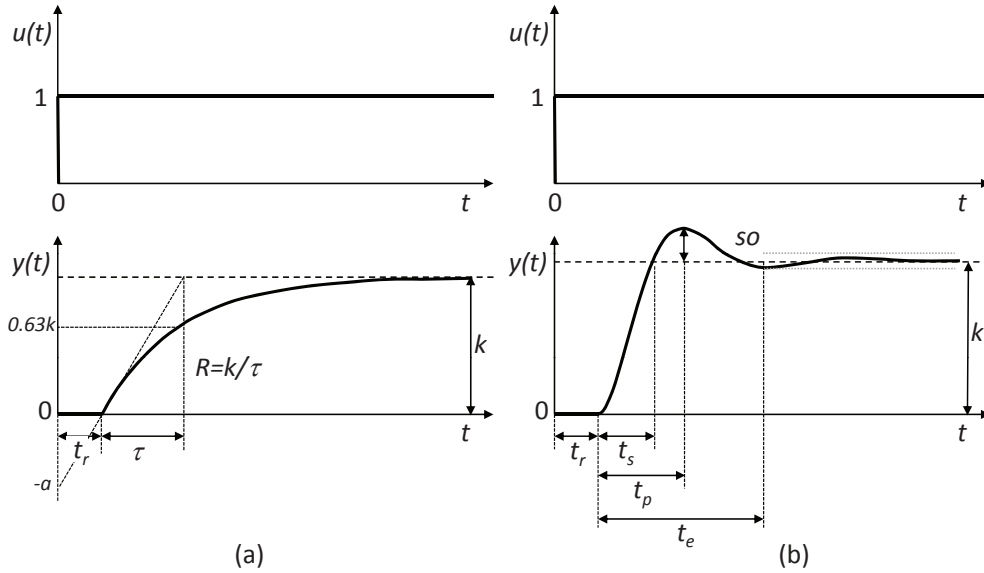 u(t)
1
0
t
y(t)
0.63k
R=k/τ
k
0
t
t_r
τ
-a
(a)
u(t)
1
0
t
so
y(t)
k
0
t
t_r
t_s
t_p
t_e
(b)